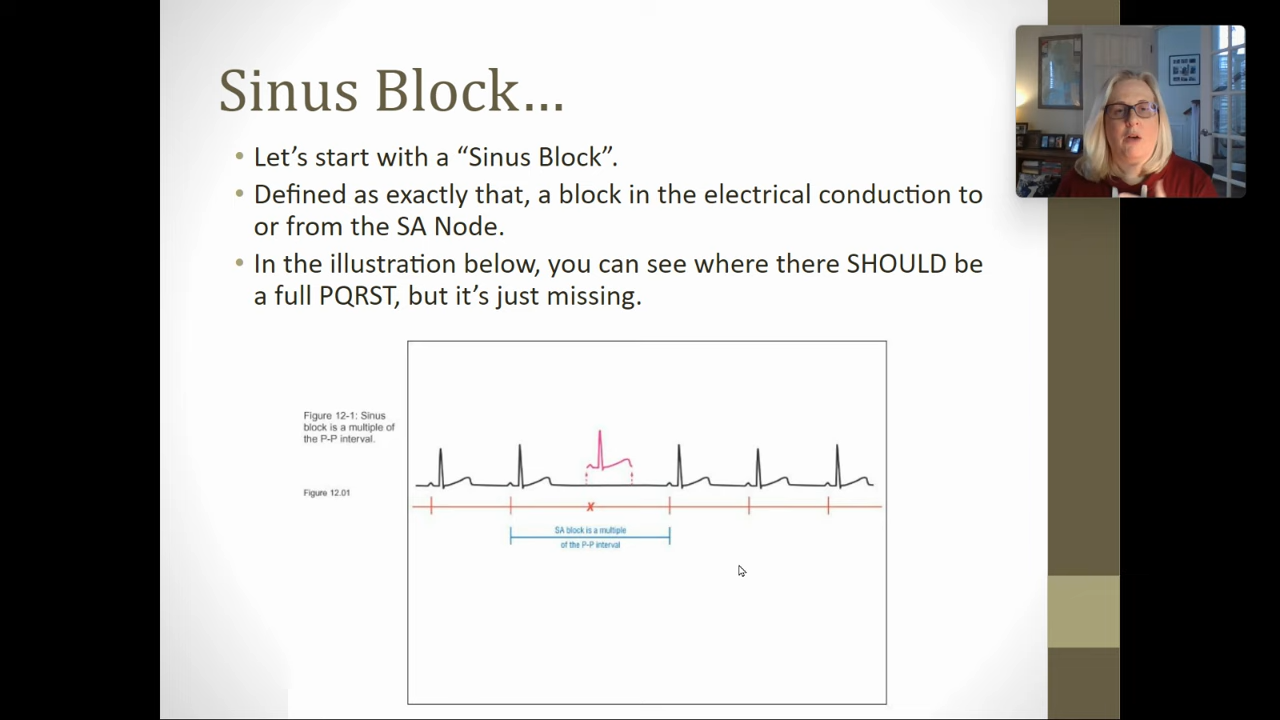 Sinus Block…
• Let’s start with a “Sinus Block”.
• Defined as exactly that, a block in the electrical conduction to
or from the SA Node.
• In the illustration below, you can see where there SHOULD be
a full PQRST, but it’s just missing.
Figure 12-1: Sinus
block is a multiple of
the P-P interval.
Figure 12.01
x
SA block is a multiple
of the P-P interval